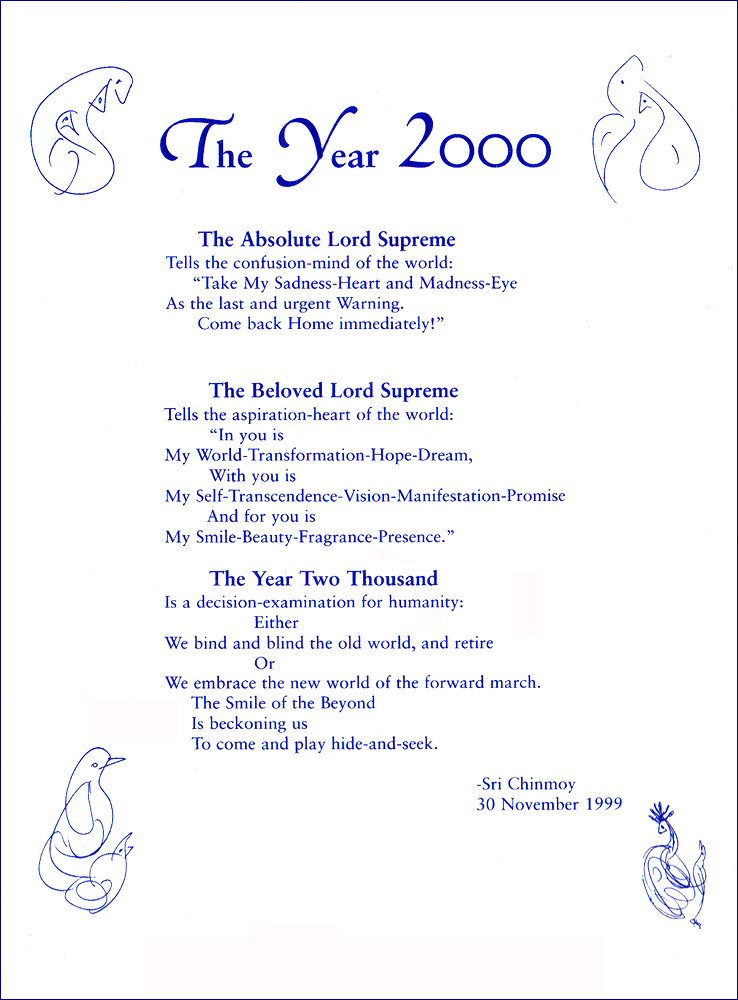 The Year 2000
The Absolute Lord Supreme
Tells the confusion-mind of the world:
“Take My Sadness-Heart and Madness-Eye
As the last and urgent Warning.
Come back Home immediately!”
The Beloved Lord Supreme
Tells the aspiration-heart of the world:
“In you is
My World-Transformation-Hope-Dream,
With you is
My Self-Transcendence-Vision-Manifestation-Promise
And for you is
My Smile-Beauty-Fragrance-Presence.”
The Year Two Thousand
Is a decision-examination for humanity:
Either
We bind and blind the old world, and retire
Or
We embrace the new world of the forward march.
The Smile of the Beyond
Is beckoning us
To come and play hide-and-seek.
-Sri Chinmoy
30 November 1999